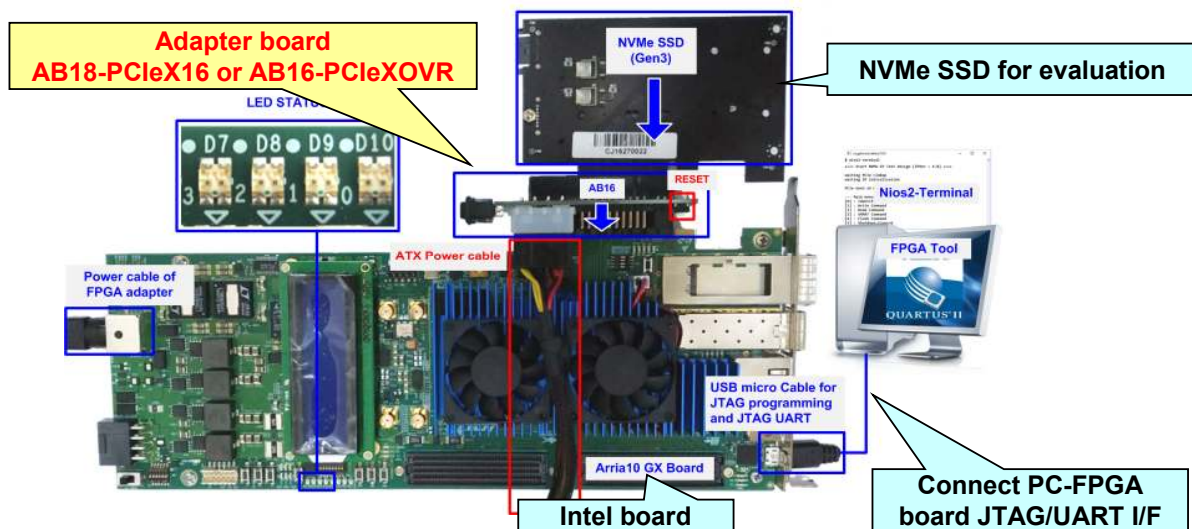 Adapter board
AB18-PCIeX16 or AB16-PCIeXOVR
NVMe SSD
(Gen3)
NVMe SSD for evaluation
LED STATU
D7 D8 D9 D10
3 2 1 0
CJ16270022
AB16
RESET
Nios2-Terminal
FPGA Tool
QUARTUS II
ATX Power cable
Power cable of
FPGA adapter
USB micro Cable for
JTAG programming
and JTAG UART
Arria10 GX Board
Intel board
Connect PC-FPGA
board JTAG/UART I/F